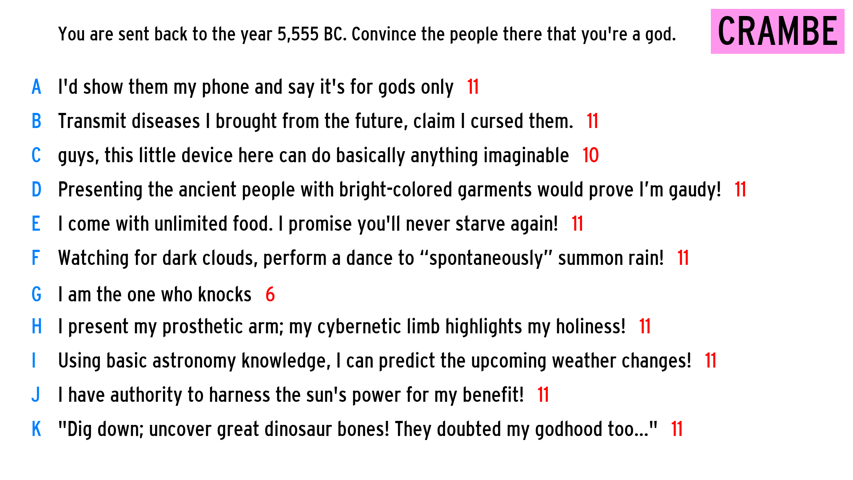 You are sent back to the year 5,555 BC. Convince the people there that you're a god.
CRAMBE
A I'd show them my phone and say it's for gods only 11
B Transmit diseases I brought from the future, claim I cursed them. 11
C guys, this little device here can do basically anything imaginable 10
D Presenting the ancient people with bright-colored garments would prove I’m gaudy! 11
E I come with unlimited food. I promise you'll never starve again! 11
F Watching for dark clouds, perform a dance to “spontaneously” summon rain! 11
G I am the one who knocks 6
H I present my prosthetic arm; my cybernetic limb highlights my holiness! 11
I Using basic astronomy knowledge, I can predict the upcoming weather changes! 11
J I have authority to harness the sun's power for my benefit! 11
K "Dig down; uncover great dinosaur bones! They doubted my godhood too..." 11